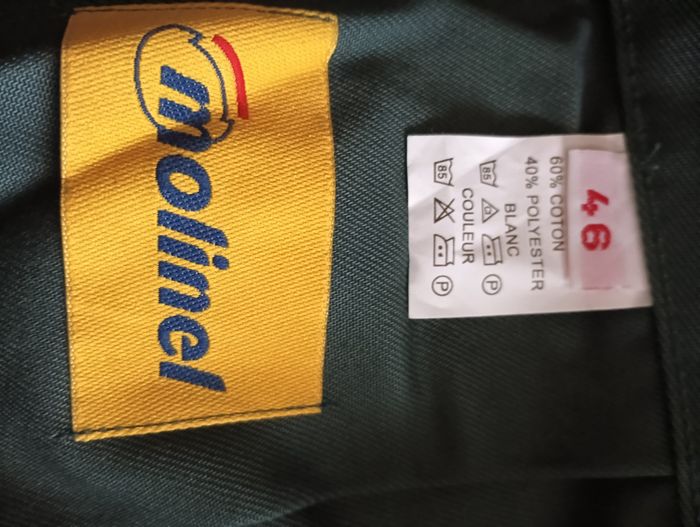 molinel
46
60% COTON
40% POLYESTER
85 P
BLANC
COULEUR
85 P